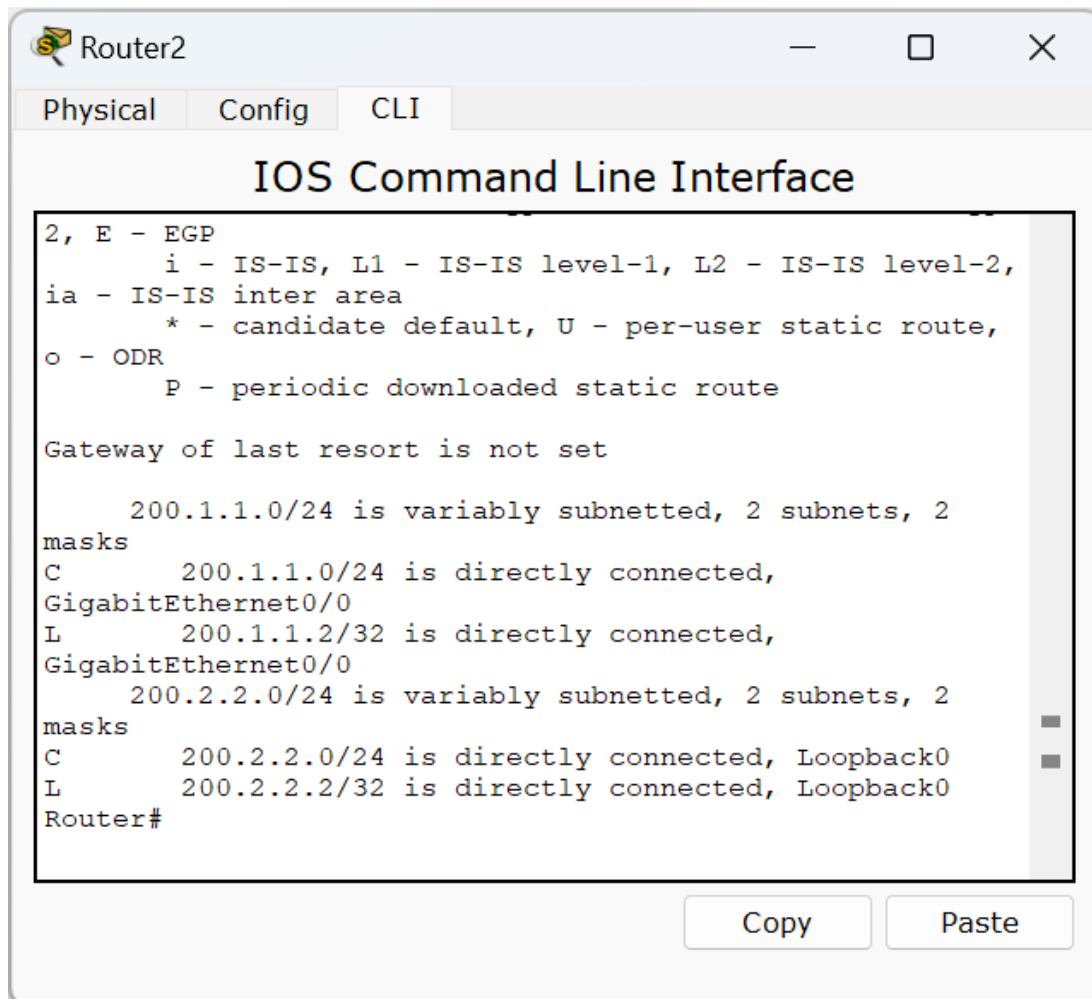 Router2
Physical Config CLI
IOS Command Line Interface
2, E - EGP
       i - IS-IS, L1 - IS-IS level-1, L2 - IS-IS level-2,
ia - IS-IS inter area
       * - candidate default, U - per-user static route,
o - ODR
       P - periodic downloaded static route

Gateway of last resort is not set

     200.1.1.0/24 is variably subnetted, 2 subnets, 2
masks
C       200.1.1.0/24 is directly connected,
GigabitEthernet0/0
L       200.1.1.2/32 is directly connected,
GigabitEthernet0/0
     200.2.2.0/24 is variably subnetted, 2 subnets, 2
masks
C       200.2.2.0/24 is directly connected, Loopback0
L       200.2.2.2/32 is directly connected, Loopback0
Router#
Copy Paste